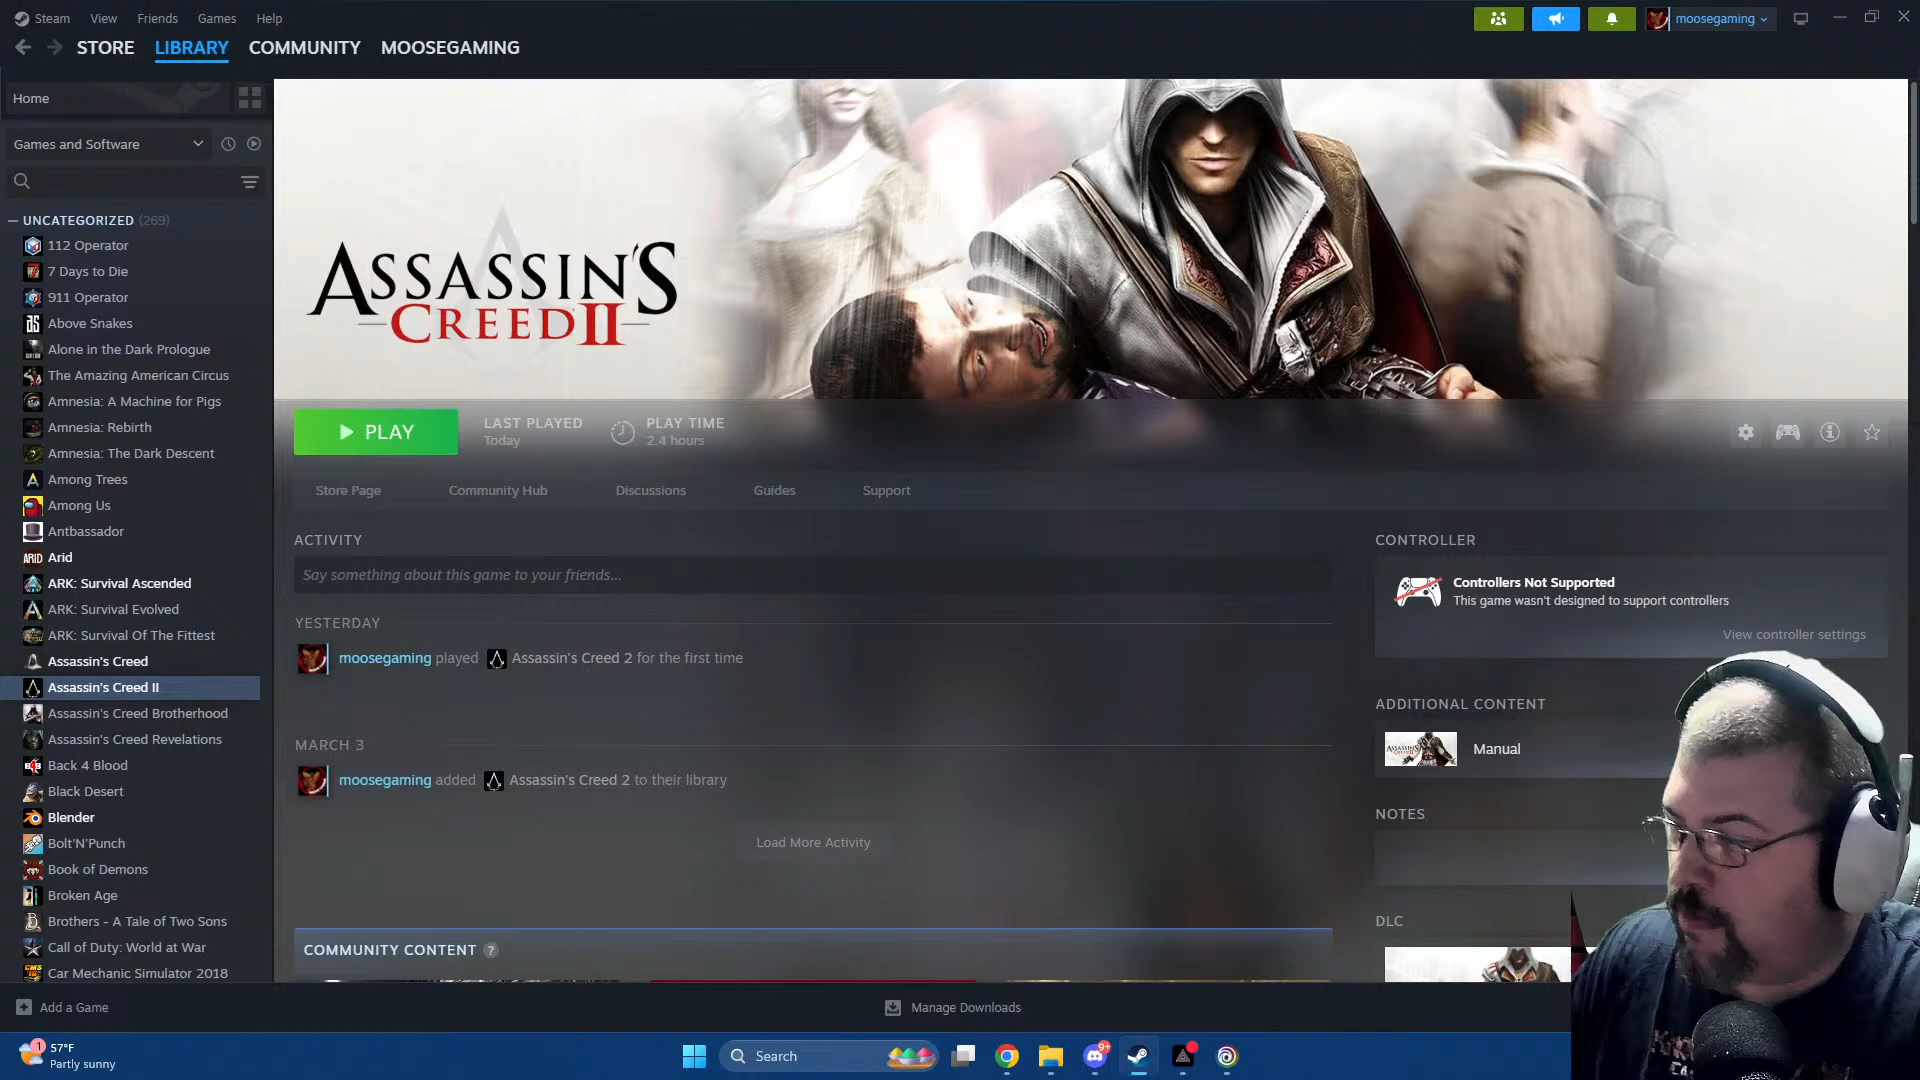 Steam View Friends Games Help
moosegaming
STORE LIBRARY COMMUNITY MOOSEGAMING
Home
Games and Software
UNCATEGORIZED (269)
112 Operator
7 Days to Die
911 Operator
Above Snakes
Alone in the Dark Prologue
The Amazing American Circus
Amnesia: A Machine for Pigs
Amnesia: Rebirth
Amnesia: The Dark Descent
Among Trees
Among Us
Antbassador
ARID Arid
ARK: Survival Ascended
ARK: Survival Evolved
ARK: Survival Of The Fittest
Assassin's Creed
Assassin's Creed II
Assassin's Creed Brotherhood
Assassin's Creed Revelations
B4B Back 4 Blood
Black Desert
Blender
Bolt'N'Punch
Book of Demons
Broken Age
Brothers - A Tale of Two Sons
Call of Duty: World at War
CMS Car Mechanic Simulator 2018
Add a Game
ASSASSIN'S
CREED II
PLAY
LAST PLAYED
Today
PLAY TIME
2.4 hours
Store Page Community Hub Discussions Guides Support
ACTIVITY
Say something about this game to your friends...
YESTERDAY
moosegaming played Assassin's Creed 2 for the first time
MARCH 3
moosegaming added Assassin's Creed 2 to their library
Load More Activity
COMMUNITY CONTENT ?
CONTROLLER
Controllers Not Supported
This game wasn't designed to support controllers
View controller settings
ADDITIONAL CONTENT
Manual
NOTES
DLC
Manage Downloads
1
57°F
Partly sunny
Search
9+